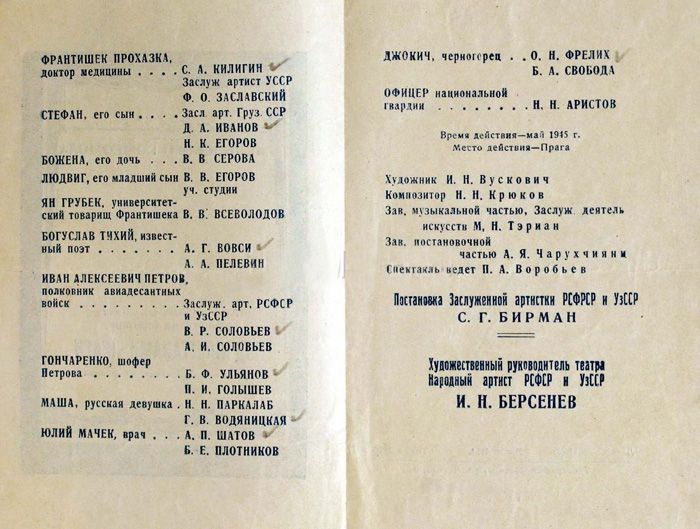 ФРАНТИШЕК ПРОХАЗКА,
доктор медицины . . . . С. А. КИЛИГИН
Заслуж артист УССР
Ф. О. ЗАСЛАВСКИЙ
СТЕФАН, его сын . . . . Засл. арт. Груз. ССР
Д. А. ИВАНОВ
Н. К. ЕГОРОВ
БОЖЕНА, его дочь . . . В. В СЕРОВА
ЛЮДВИГ, его младший сын В. В. ЕГОРОВ
уч. студии
ЯН ГРУБЕК, университет-
ский товарищ Франтишека В. В. ВСЕВОЛОДОВ
БОГУСЛАВ ТИХИЙ, извест-
ный поэт . . . . . . . А. Г. ВОВСИ
А. А. ПЕЛЕВИН
ИВАН АЛЕКСЕЕВИЧ ПЕТРОВ,
полковник авиадесантных
войск . . . . . . . . Заслуж. арт, РСФСР
и УзССР
В. Р. СОЛОВЬЕВ
А. И. СОЛОВЬЕВ
ГОНЧАРЕНКО, шофер
Петрова . . . . . . . . Б. Ф. УЛЬЯНОВ
П. И. ГОЛЫШЕВ
МАША, русская девушка . Н. Н. ПАРКАЛАБ
Г. В. ВОДЯНИЦКАЯ
ЮЛИЙ МАЧЕК, врач . . . А. П. ШАТОВ
Б. Е. ПЛОТНИКОВ
ДЖОКИЧ, черногорец . . О. Н. ФРЕЛИХ
Б. А. СВОБОДА
ОФИЦЕР национальной
гвардии . . . . . . . . Н. Н. АРИСТОВ
Время действия—май 1945 г.
Место действия—Прага
Художник И. Н. Вускович
Композитор Н. Н. Крюков
Зав. музыкальной частью, Заслуж. деятель
искусств М, Н. Тэриан
Зав. постановочной
частью А. Я. Чарухчиянн
Спектакль ведет П. А. Воробьев
Постановка Заслуженной артистки РСФРСР и УзССР
С. Г. БИРМАН
Художественный руководитель театра
Народный артист РСФСР и УзССР
И. Н. БЕРСЕНЕВ